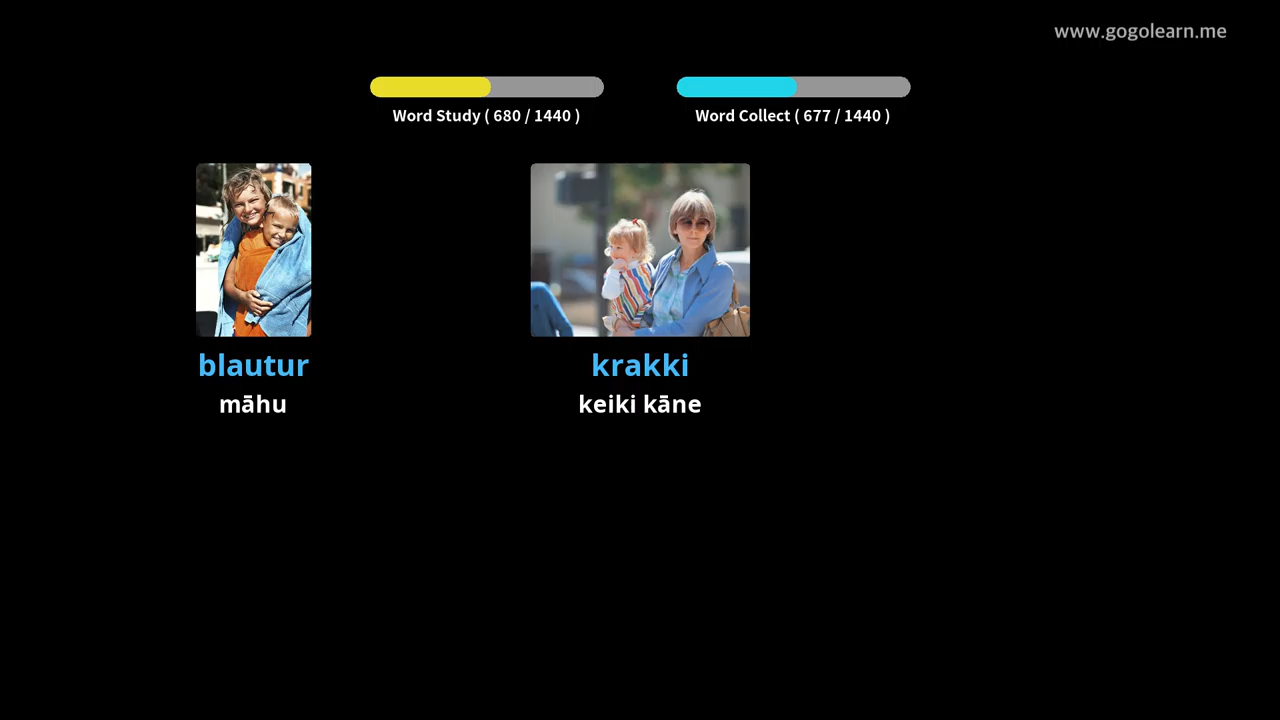 www.gogolearn.me
Word Study ( 680 / 1440 )
Word Collect ( 677 / 1440 )
blautur
krakki
māhu
keiki kāne